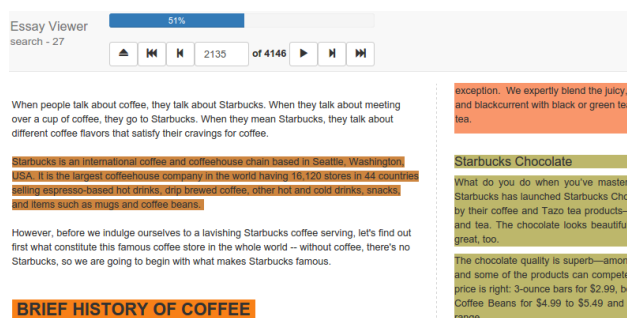 Essay Viewer
search - 27
51%
2135 of 4146
When people talk about coffee, they talk about Starbucks. When they talk about meeting
over a cup of coffee, they go to Starbucks. When they mean Starbucks, they talk about
different coffee flavors that satisfy their cravings for coffee.
Starbucks is an international coffee and coffeehouse chain based in Seattle, Washington,
USA. It is the largest coffeehouse company in the world having 16,120 stores in 44 countries
selling espresso-based hot drinks, drip brewed coffee, other hot and cold drinks, snacks,
and items such as mugs and coffee beans.
However, before we indulge ourselves to a lavishing Starbucks coffee serving, let's find out
first what constitute this famous coffee store in the whole world -- without coffee, there's no
Starbucks, so we are going to begin with what makes Starbucks famous.
BRIEF HISTORY OF COFFEE
exception. We expertly blend the juicy,
and blackcurrent with black or green
tea.
Starbucks Chocolate
What do you do when you've
Starbucks has launched Starbucks
by their coffee and Tazo tea products–
and tea. The chocolate looks
great, too.
The chocolate quality is superb—
and some of the products can
price is right: 3-ounce bars for $2.99,
Coffee Beans for $4.99 to $5.49 and
range.